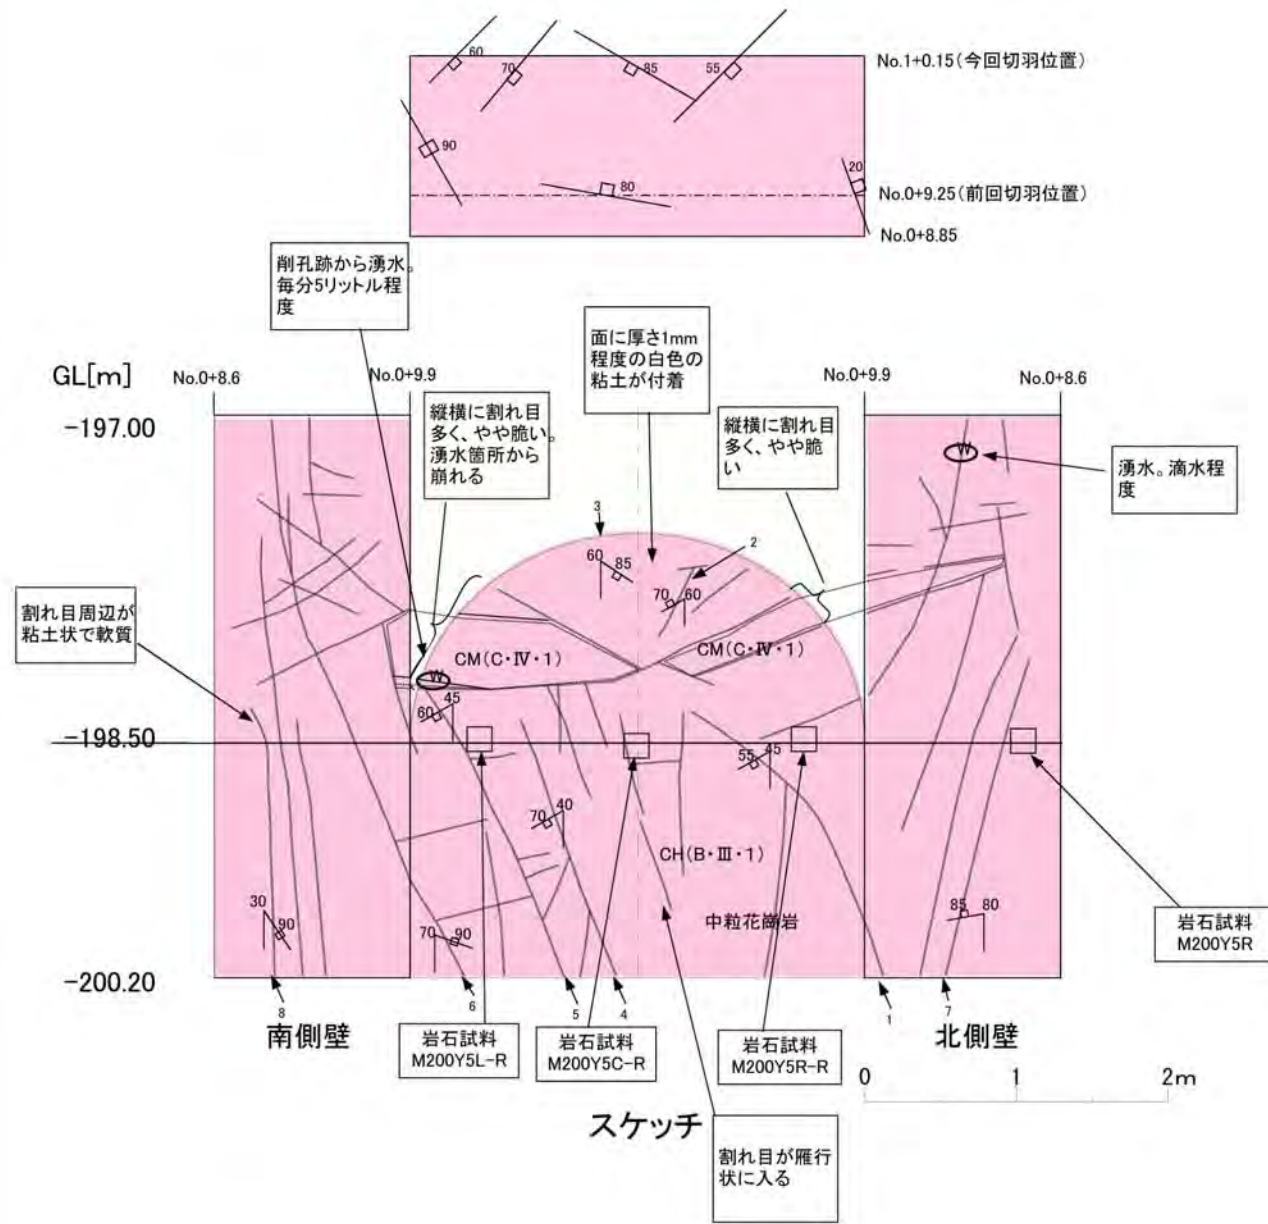 60
70
85
55
No.1+0.15(今回切羽位置)
90
80
20
No.0+9.25(前回切羽位置)
No.0+8.85
削孔跡から湧水。
毎分5リットル程
度
面に厚さ1mm
程度の白色の
粘土が付着
GL[m]
No.0+8.6
No.0+9.9
No.0+9.9
No.0+8.6
-197.00
縦横に割れ目
多く、やや脆い。
湧水箇所から
崩れる
縦横に割れ目
多く、やや脆
い
W
湧水。滴水程
度
3
2
60
85
70
60
割れ目周辺が
粘土状で軟質
CM(C・Ⅳ・1)
CM(C・Ⅳ・1)
W
60
45
-198.50
55
45
70
40
CH(B・Ⅲ・1)
中粒花崗岩
30
90
70
90
85
80
岩石試料
M200Y5R
-200.20
8
6
5
4
1
7
南側壁
北側壁
岩石試料
M200Y5L-R
岩石試料
M200Y5C-R
岩石試料
M200Y5R-R
0
1
2m
スケッチ
割れ目が雁行
状に入る